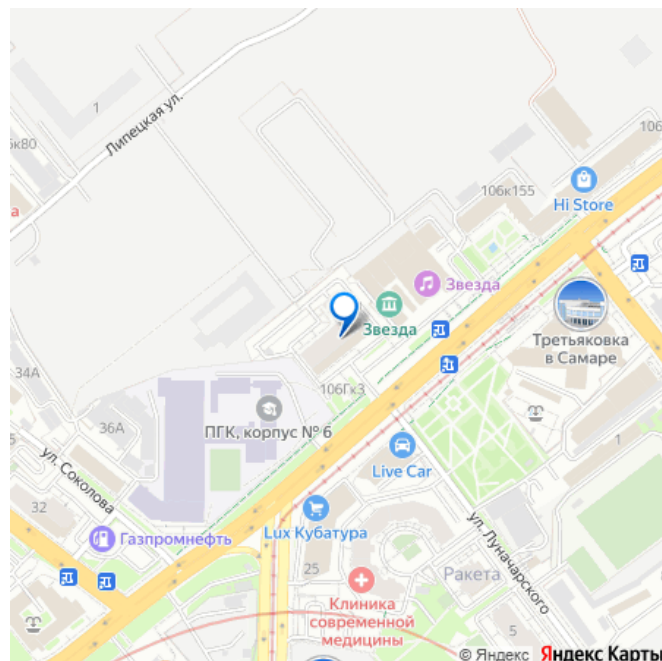 1
Липецкая ул.
6к80
а
106
106к155
Hi Store
Звезда
Звезда
Третьяковка
в Самаре
34А
36А
106Гк3
ПГК, корпус № 6
1
ул. Соколова
Live Car
32
Газпромнефть
Lux Кубатура
ул. Луначарского
25
Ракета
Клиника
современной
медицины
5
© Яндекс Яндекс Карты